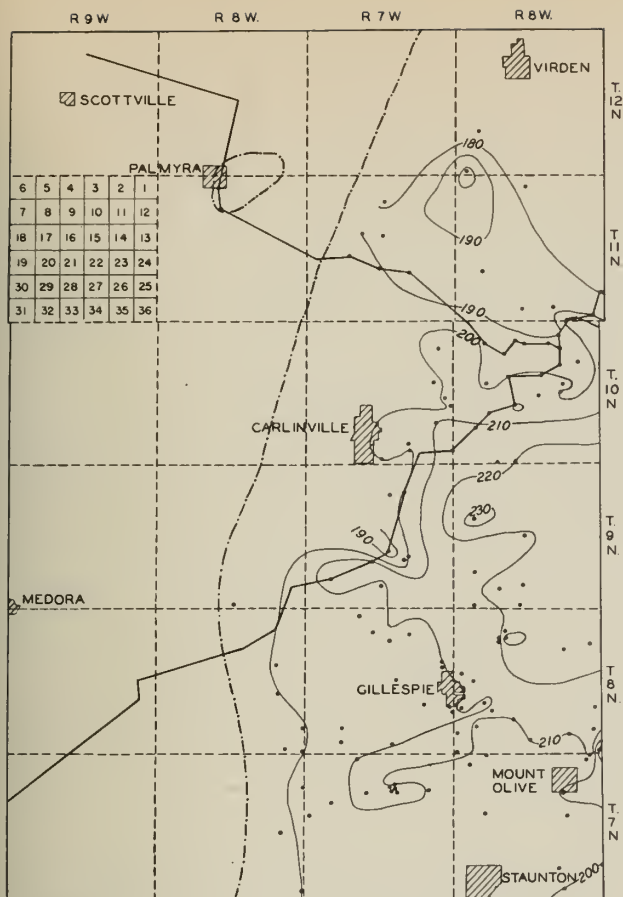 R 9 W R 8 W. R 7 W R 8 W.
VIRDEN
T. 12 N
SCOTTVILLE
180
PALMYRA
6 5 4 3 2 1
7 8 9 10 11 12
18 17 16 15 14 13
19 20 21 22 23 24
30 29 28 27 26 25
31 32 33 34 35 36
190
T. 11 N.
190
200
T. 10 N
CARLINVILLE
210
220
230
T. 9 N.
190
MEDORA
T 8 N.
GILLESPIE
210
MOUNT
OLIVE
T. 7 N.
STAUNTON
200